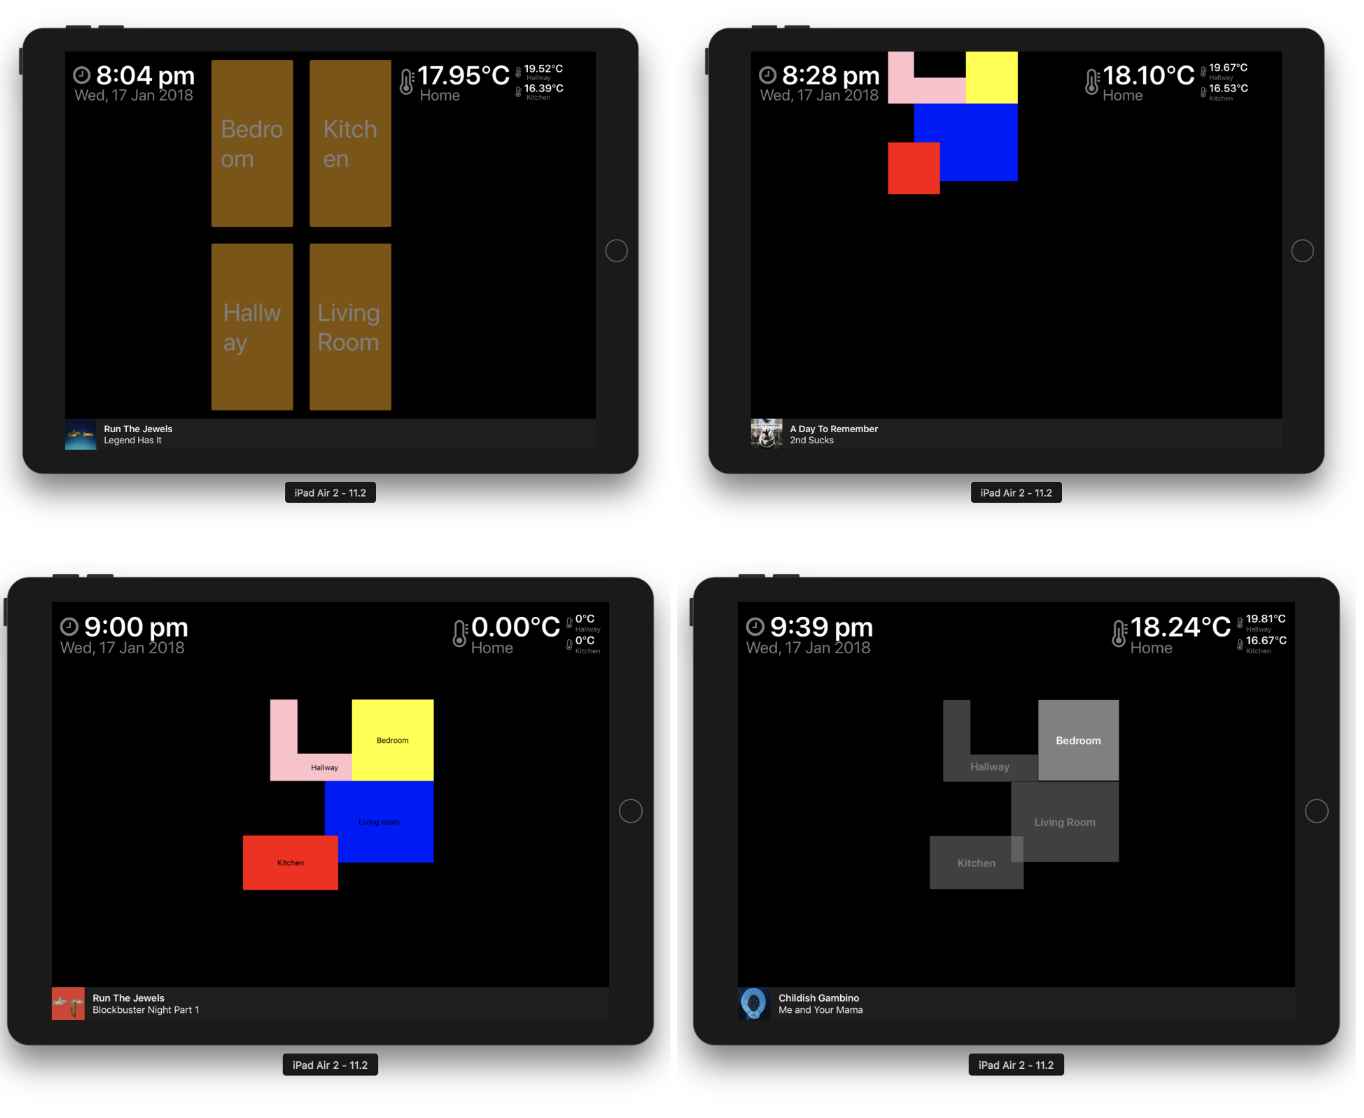 8:04 pm
Wed, 17 Jan 2018
Bedro
om
Kitch
en
Hallw
ay
Living
Room
17.95°C
Home
19.52°C
Hallway
16.39°C
Kitchen
Run The Jewels
Legend Has It
iPad Air 2 - 11.2
8:28 pm
Wed, 17 Jan 2018
18.10°C
Home
19.67°C
Hallway
16.53°C
Kitchen
A Day To Remember
2nd Sucks
iPad Air 2 - 11.2
9:00 pm
Wed, 17 Jan 2018
0.00°C
Home
0°C
Hallway
0°C
Kitchen
Bedroom
Hallway
Living room
Kitchen
Run The Jewels
Blockbuster Night Part 1
iPad Air 2 - 11.2
9:39 pm
Wed, 17 Jan 2018
18.24°C
Home
19.81°C
Hallway
16.67°C
Kitchen
Bedroom
Hallway
Living Room
Kitchen
Childish Gambino
Me and Your Mama
iPad Air 2 - 11.2